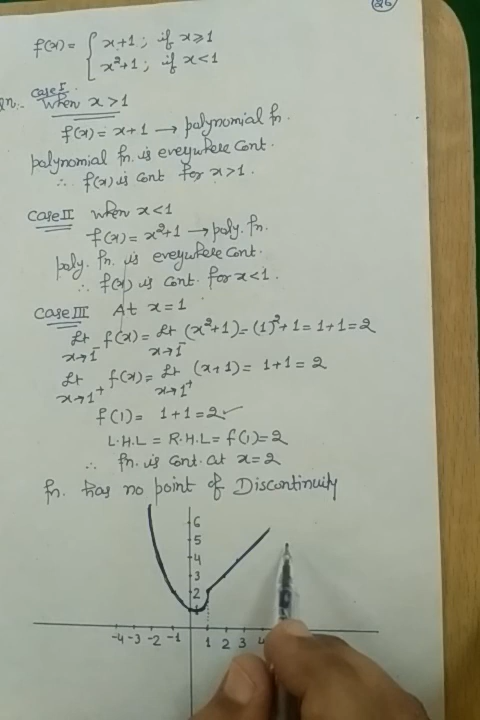 26
f(x) = { x+1 ; if x ≥ 1
x²+1 ; if x < 1
Case I
when x > 1
f(x) = x+1 → polynomial fn.
polynomial fn. is eveywhere cont.
∴ f(x) is cont for x > 1.
Case II when x < 1
f(x) = x²+1 → poly. fn.
poly. fn. is eveywhere cont.
∴ f(x) is cont. for x < 1.
Case III At x = 1
Lt x→1⁻ f(x) = Lt x→1⁻ (x²+1) = (1)²+1 = 1+1 = 2
Lt x→1⁺ f(x) = Lt x→1⁺ (x+1) = 1+1 = 2
f(1) = 1+1 = 2 ✓
L.H.L = R.H.L = f(1) = 2
∴ fn. is cont. at x = 2
fn. has no point of Discontinuity
6
5
4
3
2
1
-4 -3 -2 -1 1 2 3 4